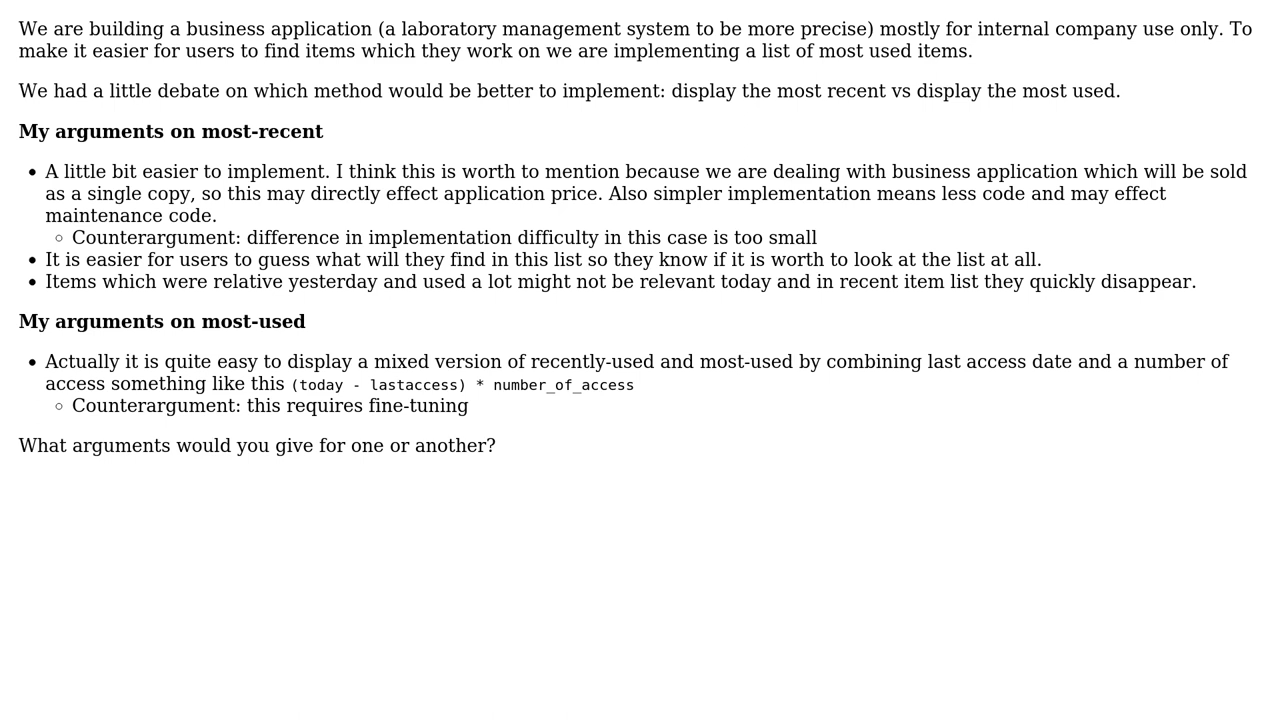 We are building a business application (a laboratory management system to be more precise) mostly for internal company use only. To
make it easier for users to find items which they work on we are implementing a list of most used items.
We had a little debate on which method would be better to implement: display the most recent vs display the most used.
My arguments on most-recent
• A little bit easier to implement. I think this is worth to mention because we are dealing with business application which will be sold
as a single copy, so this may directly effect application price. Also simpler implementation means less code and may effect
maintenance code.
◦ Counterargument: difference in implementation difficulty in this case is too small
• It is easier for users to guess what will they find in this list so they know if it is worth to look at the list at all.
• Items which were relative yesterday and used a lot might not be relevant today and in recent item list they quickly disappear.
My arguments on most-used
• Actually it is quite easy to display a mixed version of recently-used and most-used by combining last access date and a number of
access something like this (today - lastaccess) * number_of_access
◦ Counterargument: this requires fine-tuning
What arguments would you give for one or another?